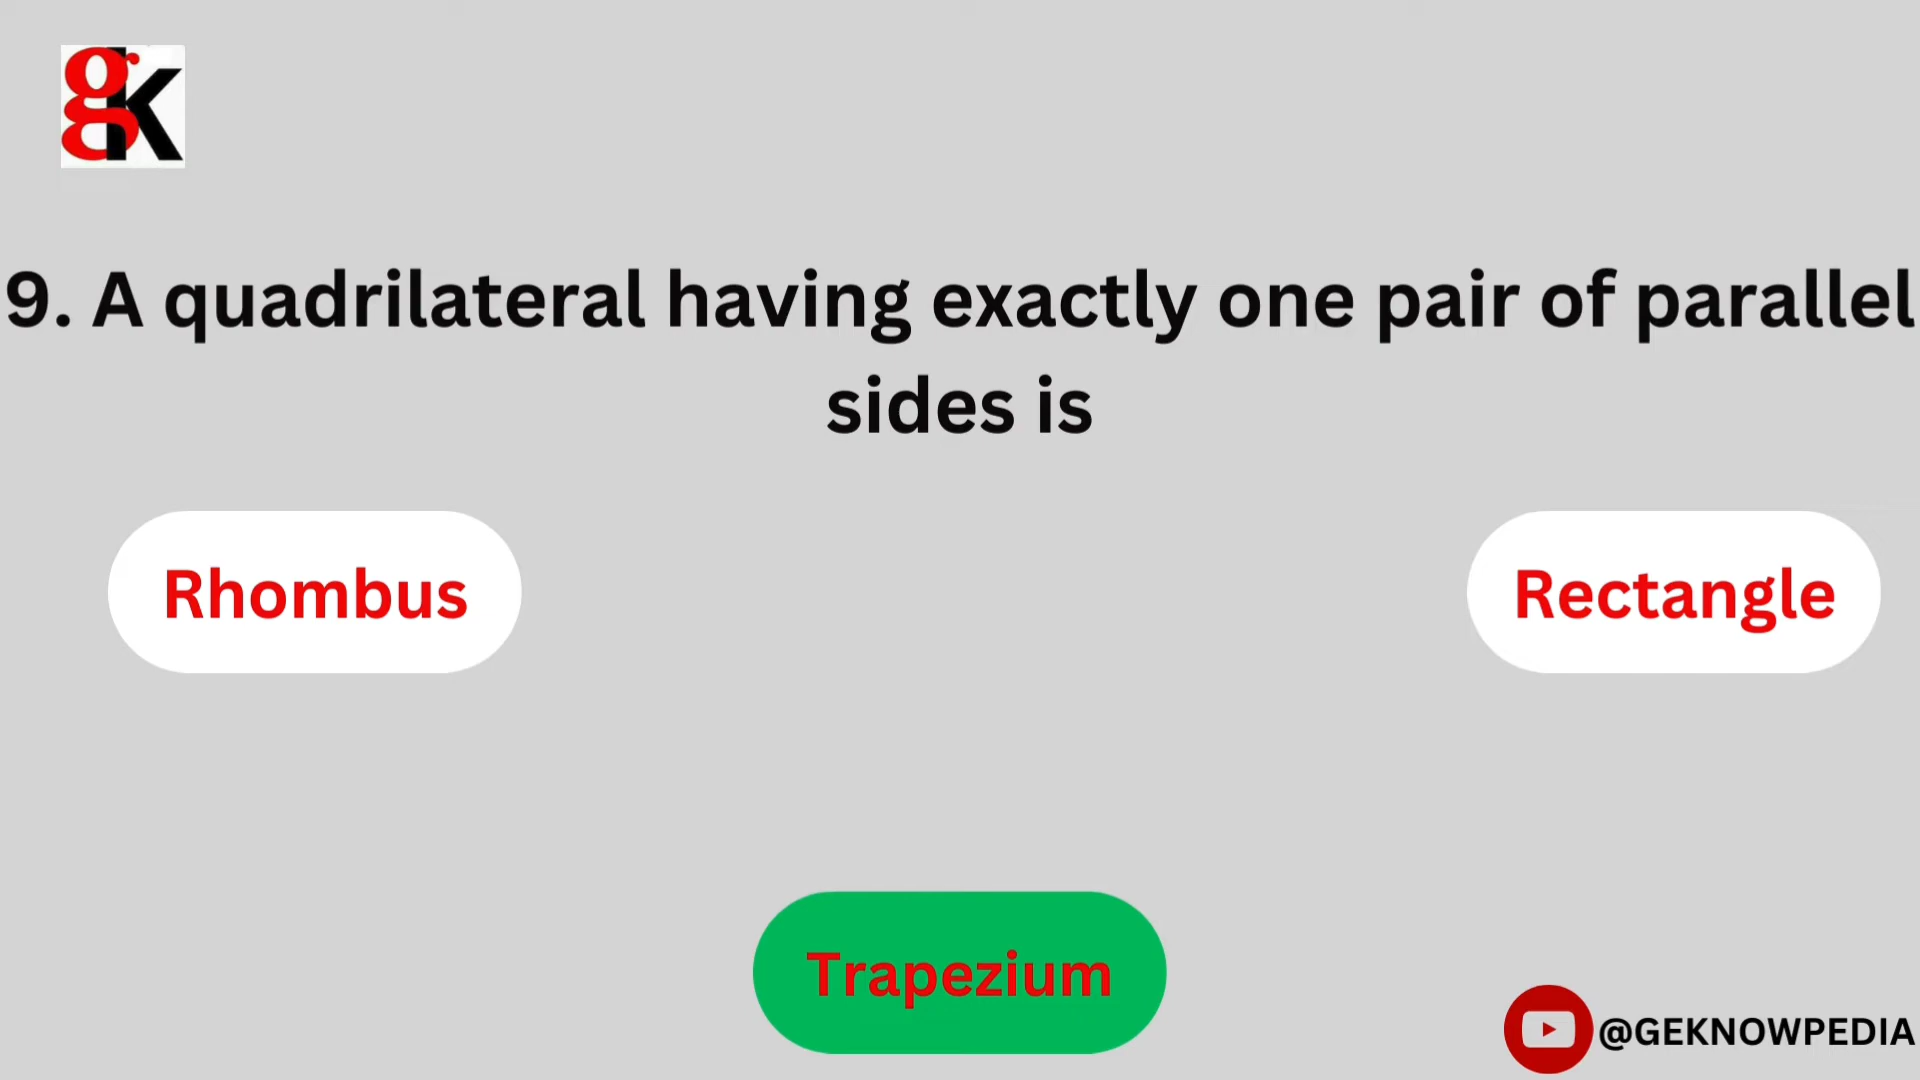 gk
9. A quadrilateral having exactly one pair of parallel
sides is
Rhombus
Rectangle
Trapezium
@GEKNOWPEDIA